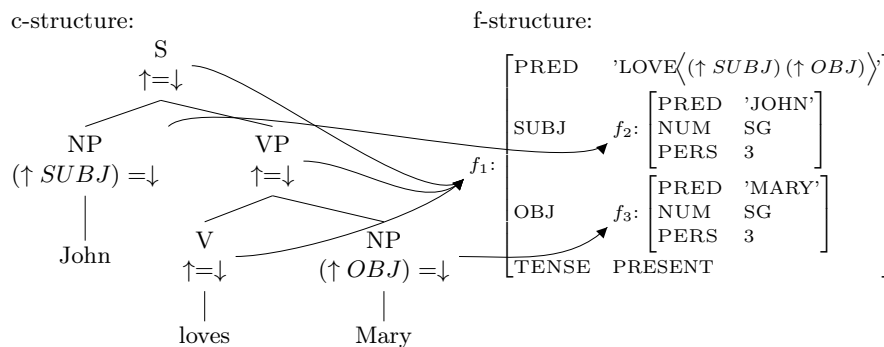 c-structure:
S
↑=↓
NP
(↑ SUBJ) =↓
VP
↑=↓
John
V
↑=↓
NP
(↑ OBJ) =↓
loves
Mary
f-structure:
f₁:
PRED 'LOVE⟨(↑ SUBJ) (↑ OBJ)⟩'
SUBJ f₂:
PRED 'JOHN'
NUM SG
PERS 3
OBJ f₃:
PRED 'MARY'
NUM SG
PERS 3
TENSE PRESENT